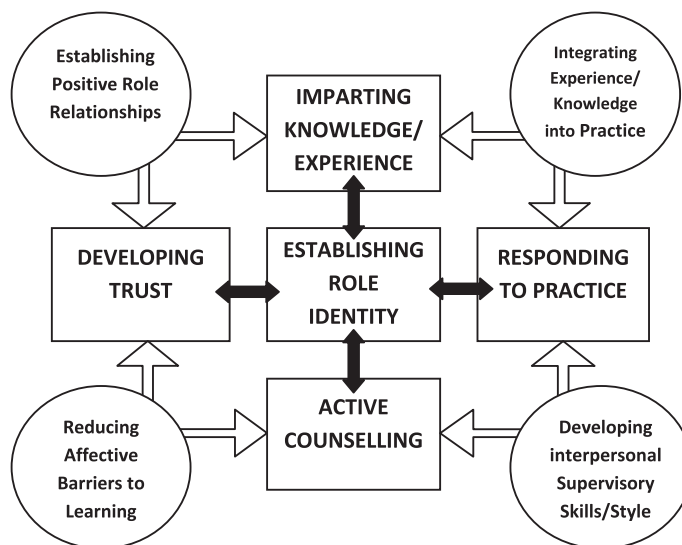 Establishing
Positive Role
Relationships
IMPARTING
KNOWLEDGE/
EXPERIENCE
Integrating
Experience/
Knowledge
into Practice
DEVELOPING
TRUST
ESTABLISHING
ROLE
IDENTITY
RESPONDING
TO PRACTICE
Reducing
Affective
Barriers to
Learning
ACTIVE
COUNSELLING
Developing
interpersonal
Supervisory
Skills/Style